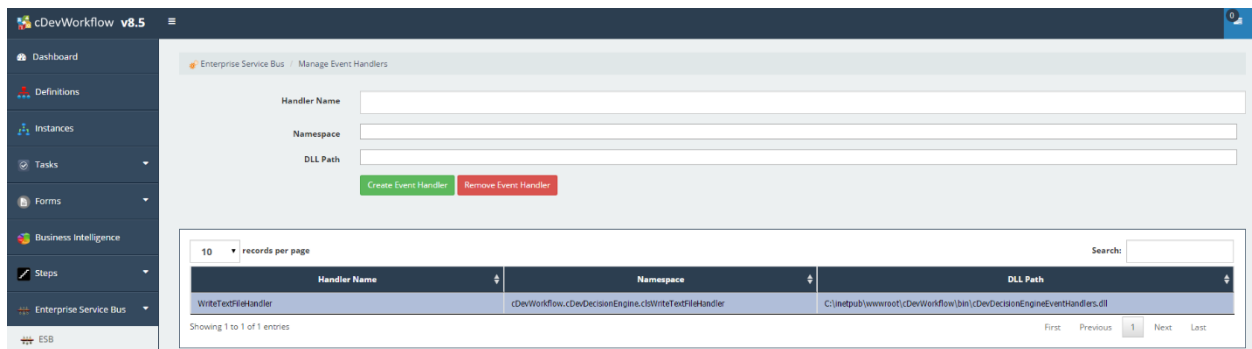 cDevWorkflow v8.5
0
Dashboard
Enterprise Service Bus / Manage Event Handlers
Definitions
Handler Name
Instances
Namespace
Tasks
DLL Path
Forms
Create Event Handler Remove Event Handler
Business Intelligence
10 records per page Search:
Steps
Handler Name Namespace DLL Path
Enterprise Service Bus
WriteTextFileHandler cDevWorkflow.cDevDecisionEngine.clsWriteTextFileHandler C:\inetpub\wwwroot\cDevWorkflow\bin\cDevDecisionEngineEventHandlers.dll
Showing 1 to 1 of 1 entries First Previous 1 Next Last
ESB